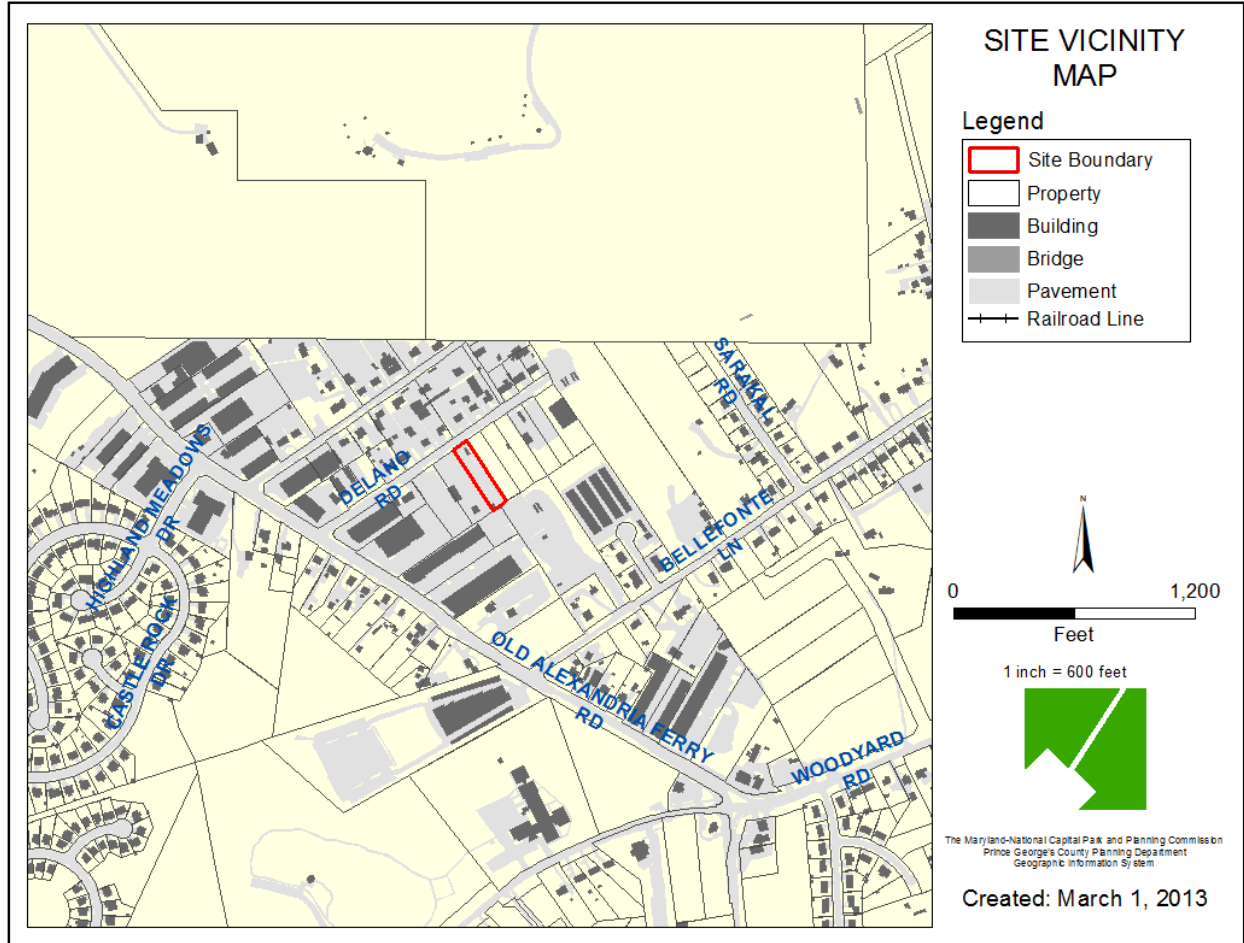 SITE VICINITY
MAP
Legend
Site Boundary
Property
Building
Bridge
Pavement
Railroad Line
SARAKAL
RD
HIGHLAND MEADOWS
DR
DELANO
RD
BELLEFONTE
LN
CASTLE ROCK
DR
OLD ALEXANDRIA FERRY
RD
WOODYARD
RD
N
0
1,200
Feet
1 inch = 600 feet
The Maryland-National Capital Park and Planning Commission
Prince George's County Planning Department
Geographic Information System
Created: March 1, 2013